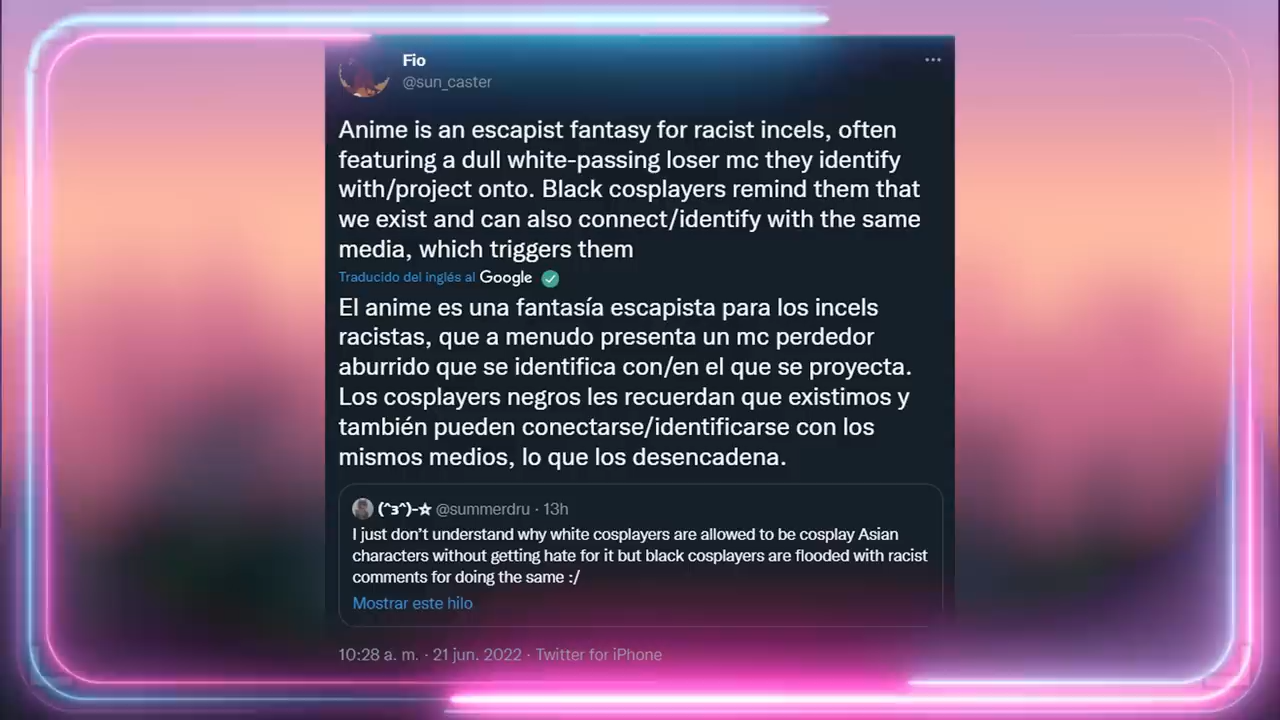 Fio
@sun_caster
Anime is an escapist fantasy for racist incels, often
featuring a dull white-passing loser mc they identify
with/project onto. Black cosplayers remind them that
we exist and can also connect/identify with the same
media, which triggers them
Traducido del inglés al Google
El anime es una fantasía escapista para los incels
racistas, que a menudo presenta un mc perdedor
aburrido que se identifica con/en el que se proyecta.
Los cosplayers negros les recuerdan que existimos y
también pueden conectarse/identificarse con los
mismos medios, lo que los desencadena.
(^з^)-☆ @summerdru · 13h
I just don't understand why white cosplayers are allowed to be cosplay Asian
characters without getting hate for it but black cosplayers are flooded with racist
comments for doing the same :/
Mostrar este hilo
10:28 a. m. · 21 jun. 2022 · Twitter for iPhone